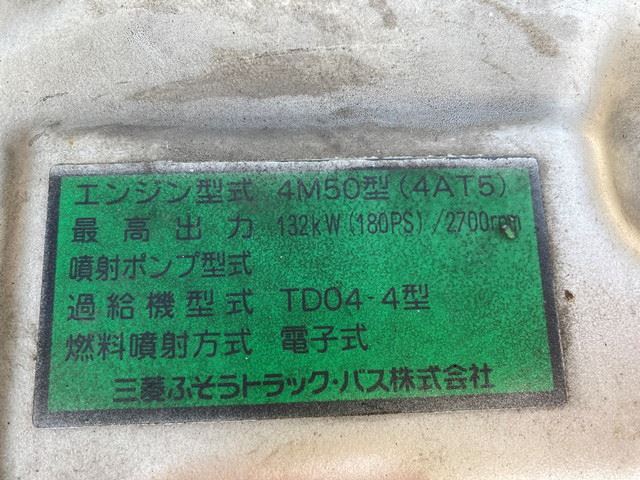 エンジン型式 4M50型(4AT5)
最高出力 132kW(180PS)/2700rpm
噴射ポンプ型式
過給機型式 TD04-4型
燃料噴射方式 電子式
三菱ふそうトラック・バス株式会社